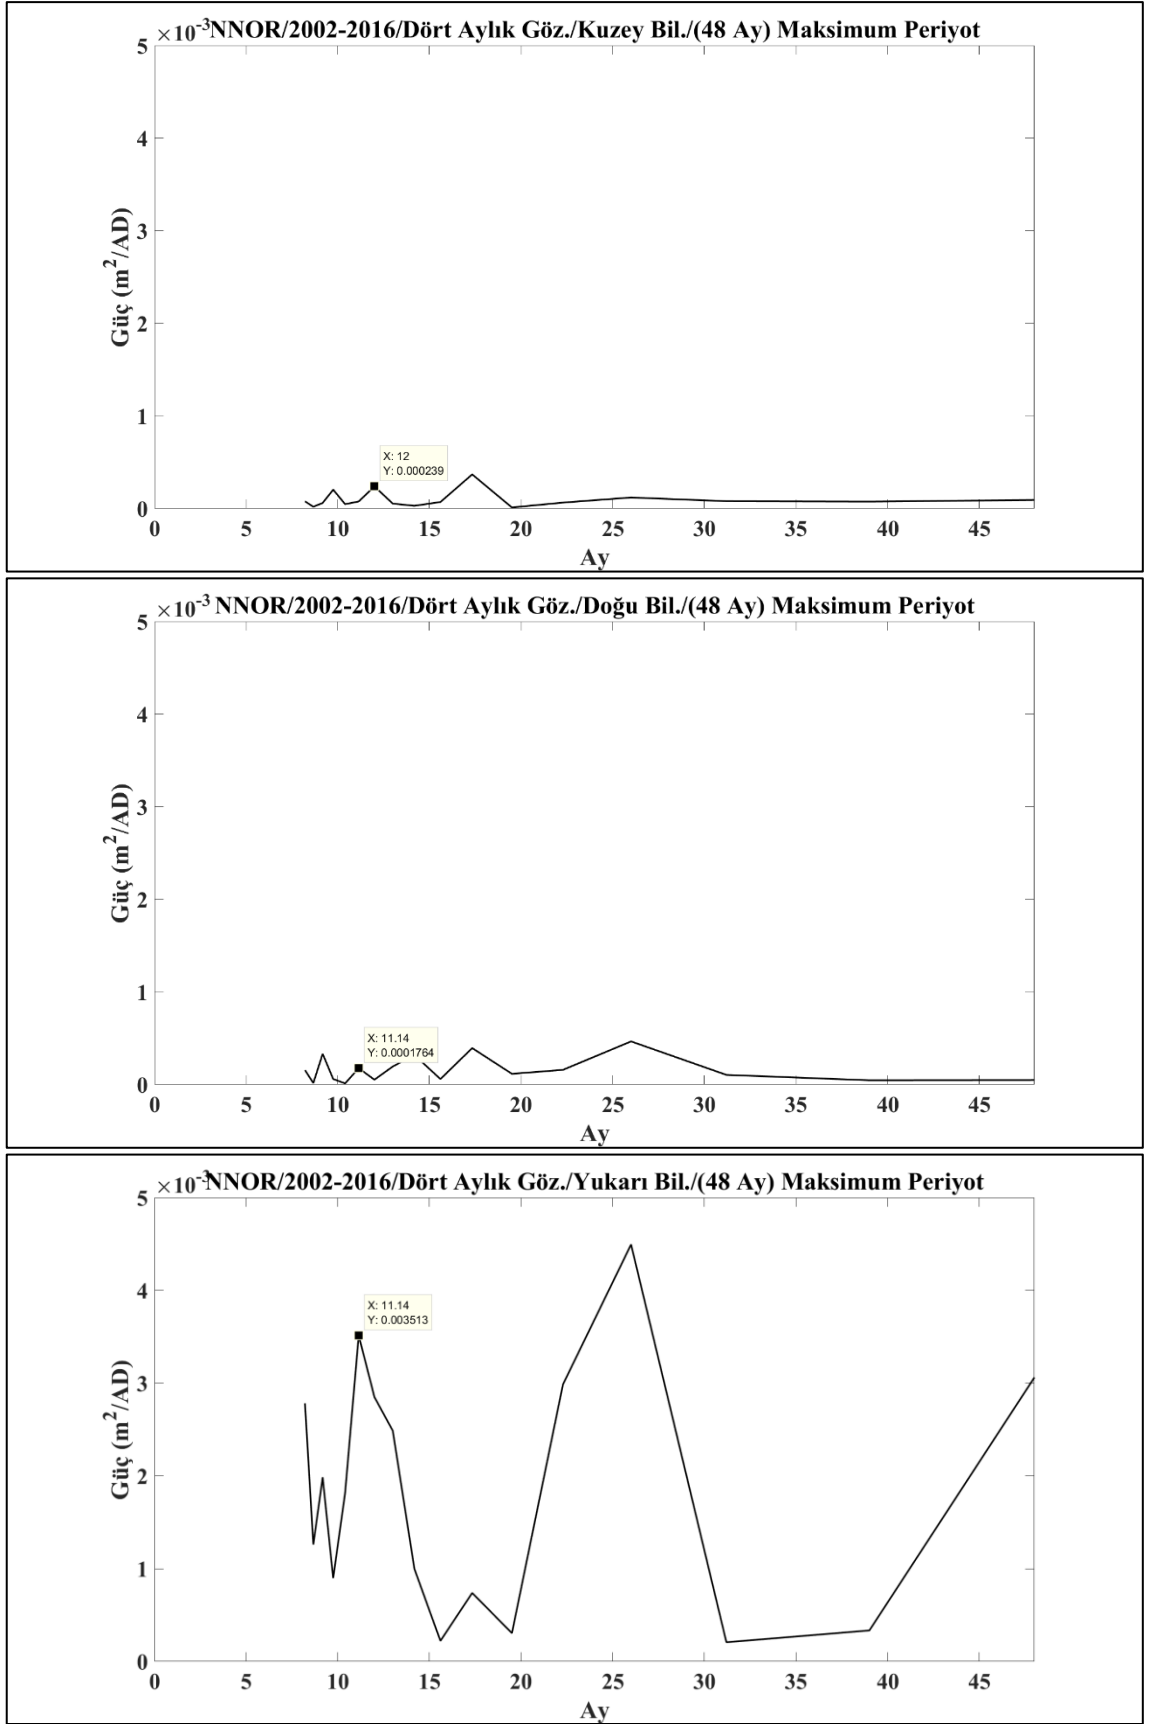 ×10-3 NNOR/2002-2016/Dört Aylık Göz./Kuzey Bil./(48 Ay) Maksimum Periyot
5
4
3
2
1
0
Güç (m2/AD)
X: 12
Y: 0.000239
0 5 10 15 20 25 30 35 40 45
Ay
×10-3 NNOR/2002-2016/Dört Aylık Göz./Doğu Bil./(48 Ay) Maksimum Periyot
5
4
3
2
1
0
Güç (m2/AD)
X: 11.14
Y: 0.0001764
0 5 10 15 20 25 30 35 40 45
Ay
×10-3 NNOR/2002-2016/Dört Aylık Göz./Yukarı Bil./(48 Ay) Maksimum Periyot
5
4
3
2
1
0
Güç (m2/AD)
X: 11.14
Y: 0.003513
0 5 10 15 20 25 30 35 40 45
Ay